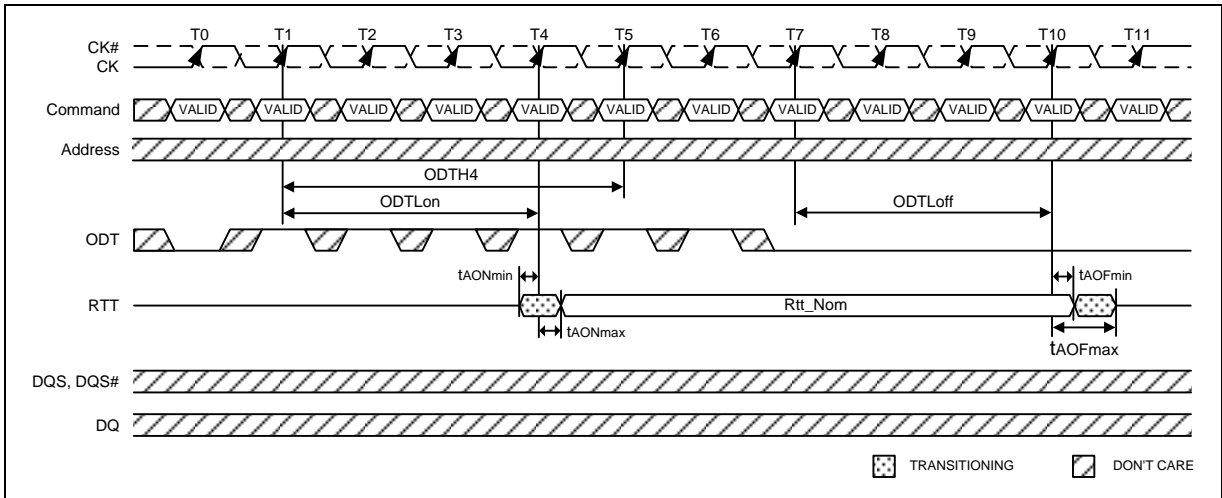 T0 T1 T2 T3 T4 T5 T6 T7 T8 T9 T10 T11
CK#
CK
Command VALID VALID VALID VALID VALID VALID VALID VALID VALID VALID VALID VALID
Address
ODTH4
ODTLon ODTLoff
ODT
tAONmin tAOFmin
RTT Rtt_Nom
tAONmax tAOFmax
DQS, DQS#
DQ
TRANSITIONING DON'T CARE